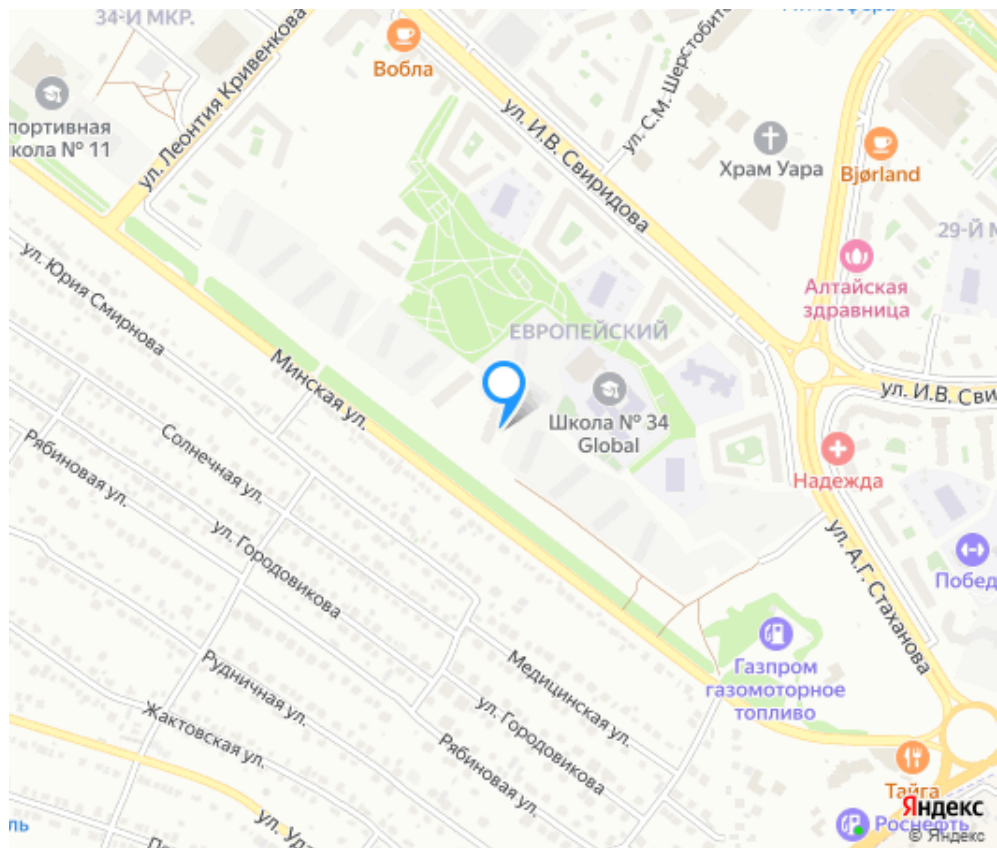 34-Й МКР.
Атмосфера
Вобла
ул. Леонтия Кривенкова
ул. С.М. Шерстобитова
портивная
кола № 11
ул. И.В. Свиридова
Храм Уара
Bjørland
29-Й М
ул. Юрия Смирнова
Алтайская
здравница
ЕВРОПЕЙСКИЙ
Минская ул.
ул. И.В. Сви
Школа № 34
Global
Солнечная ул.
Рябиновая ул.
Надежда
ул. Городовикова
ул. А.Г. Стаханова
Побед
Газпром
газомоторное
топливо
Рудничная ул.
Медицинская ул.
ул. Городовикова
Жактовская ул.
Рябиновая ул.
Тайга
ул. Уда
ль
Роснефть
Яндекс
© Яндекс